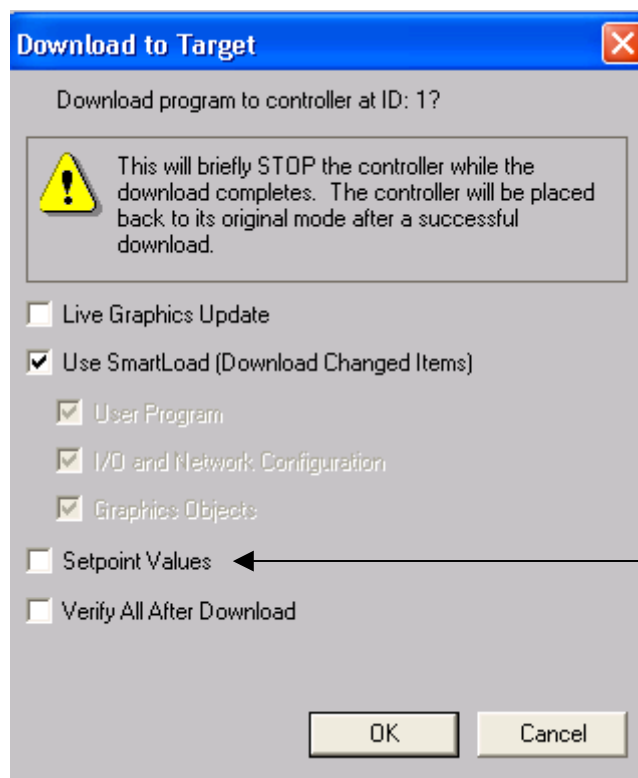 Download to Target
Download program to controller at ID: 1?
This will briefly STOP the controller while the
download completes. The controller will be placed
back to its original mode after a successful
download.
Live Graphics Update
Use SmartLoad (Download Changed Items)
User Program
I/O and Network Configuration
Graphics Objects
Setpoint Values
Verify All After Download
OK
Cancel